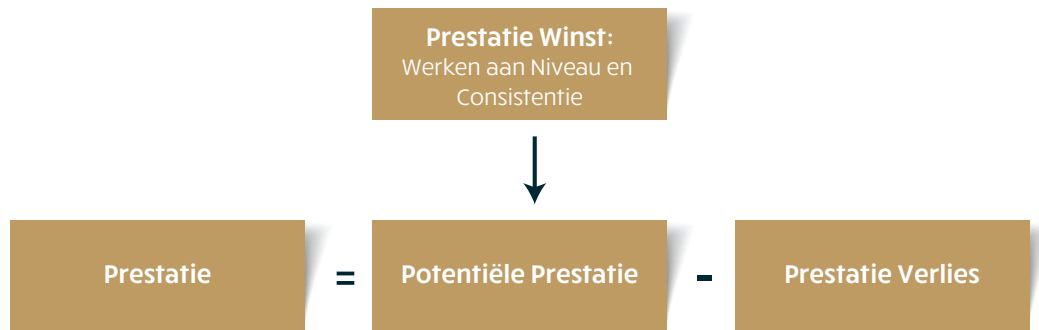 Prestatie Winst:
Werken aan Niveau en
Consistentie
Prestatie = Potentiële Prestatie - Prestatie Verlies